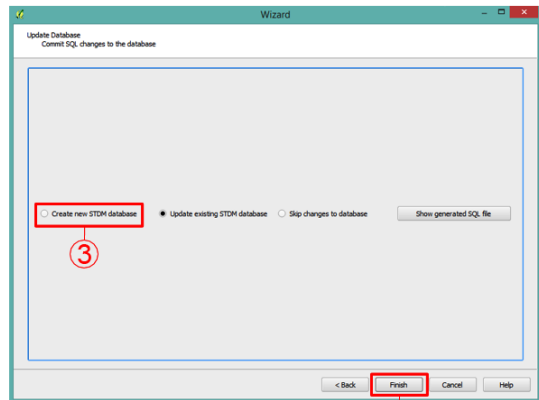 Wizard
Update Database
Commit SQL changes to the database
Create new STDM database Update existing STDM database Skip changes to database Show generated SQL file
3
< Back Finish Cancel Help